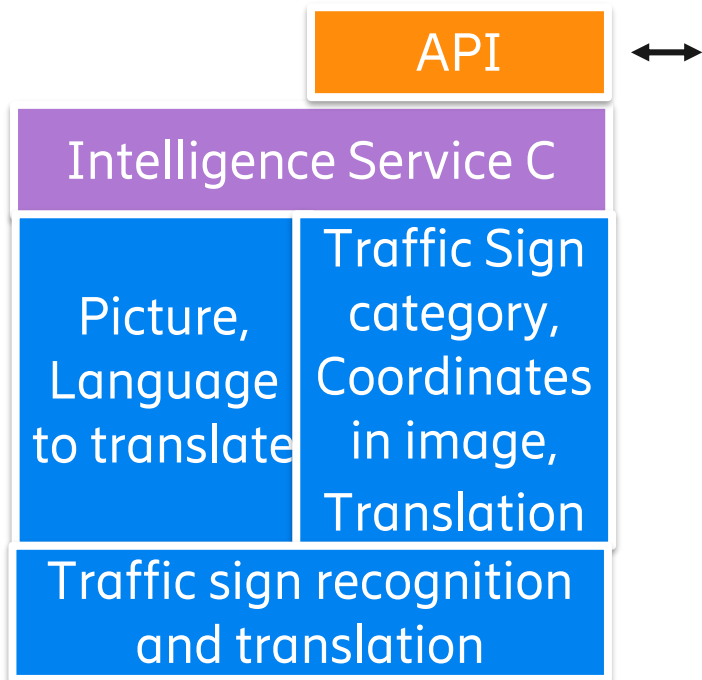 API
Intelligence Service C
Picture,
Language
to translate
Traffic Sign
category,
Coordinates
in image,
Translation
Traffic sign recognition
and translation